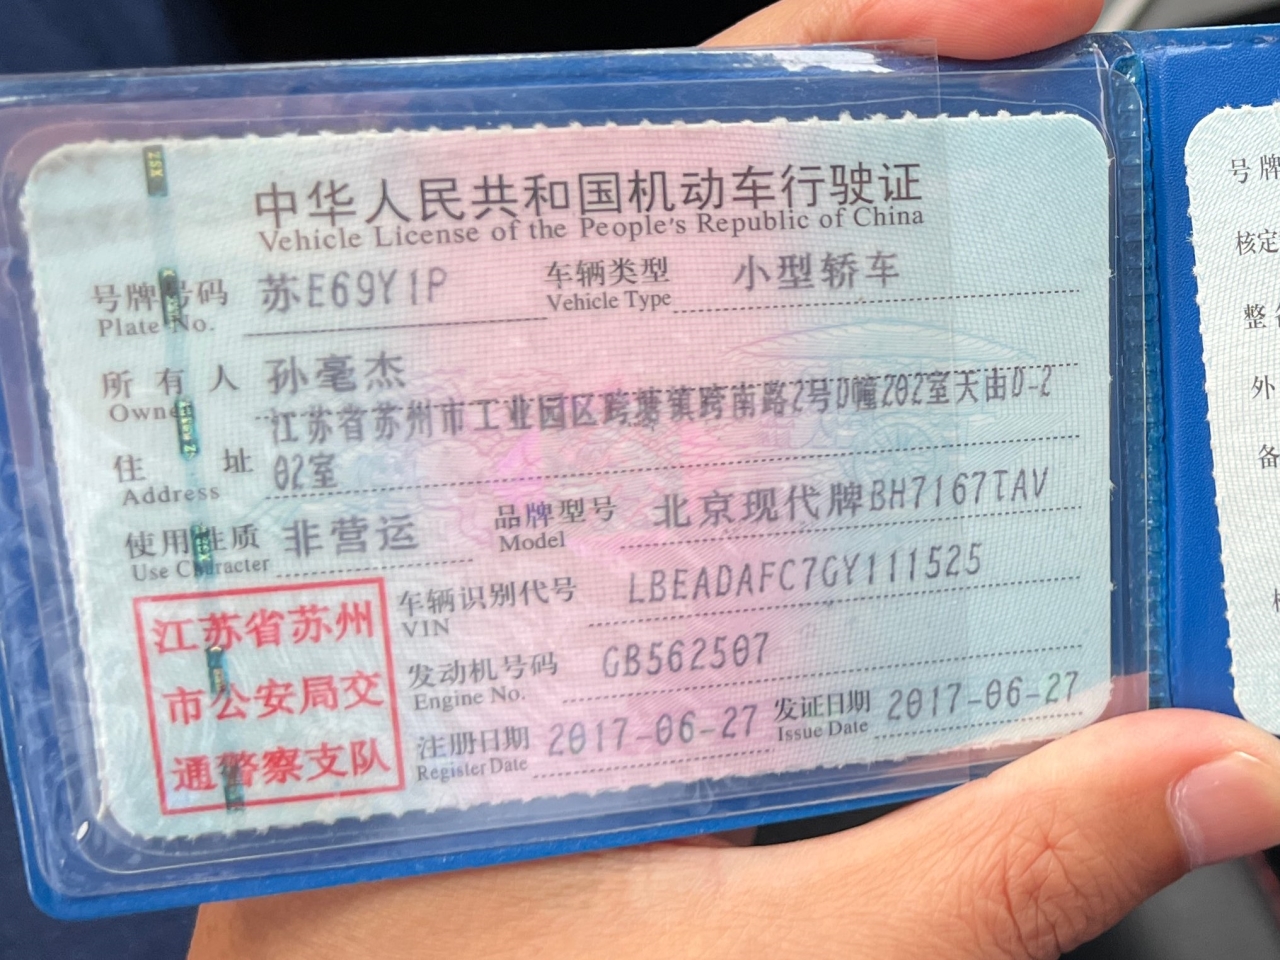 中华人民共和国机动车行驶证
Vehicle License of the People's Republic of China
号牌号码 苏E69Y1P 车辆类型 小型轿车
Plate No. Vehicle Type
所有人 孙毫杰
Owner
江苏省苏州市工业园区跨塘镇跨南路2号D幢202室天由D-2
住址 02室
Address
使用性质 非营运 品牌型号 北京现代牌BH7167TAV
Use Character Model
江苏省苏州
市公安局交
通警察支队
车辆识别代号 LBEADAFC7GY111525
VIN
发动机号码 GB562507
Engine No.
注册日期 2017-06-27 发证日期 2017-06-27
Register Date Issue Date
号牌
核定
整
外
备